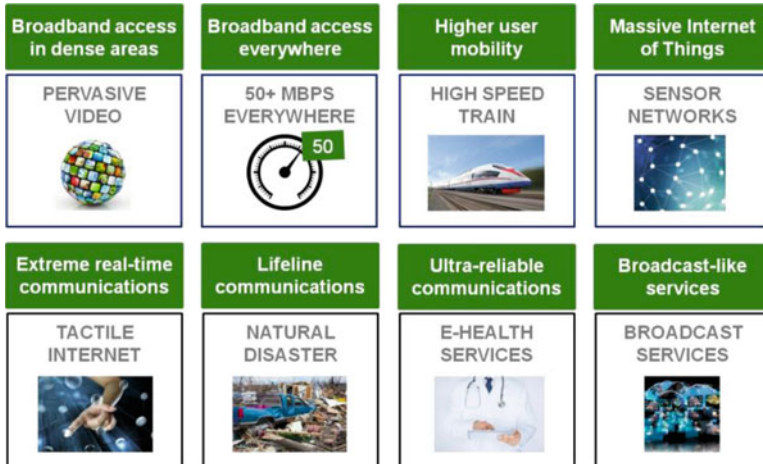 Broadband access
in dense areas
Broadband access
everywhere
Higher user
mobility
Massive Internet
of Things
PERVASIVE
VIDEO
50+ MBPS
EVERYWHERE
50
HIGH SPEED
TRAIN
SENSOR
NETWORKS
Extreme real-time
communications
Lifeline
communications
Ultra-reliable
communications
Broadcast-like
services
TACTILE
INTERNET
NATURAL
DISASTER
E-HEALTH
SERVICES
BROADCAST
SERVICES